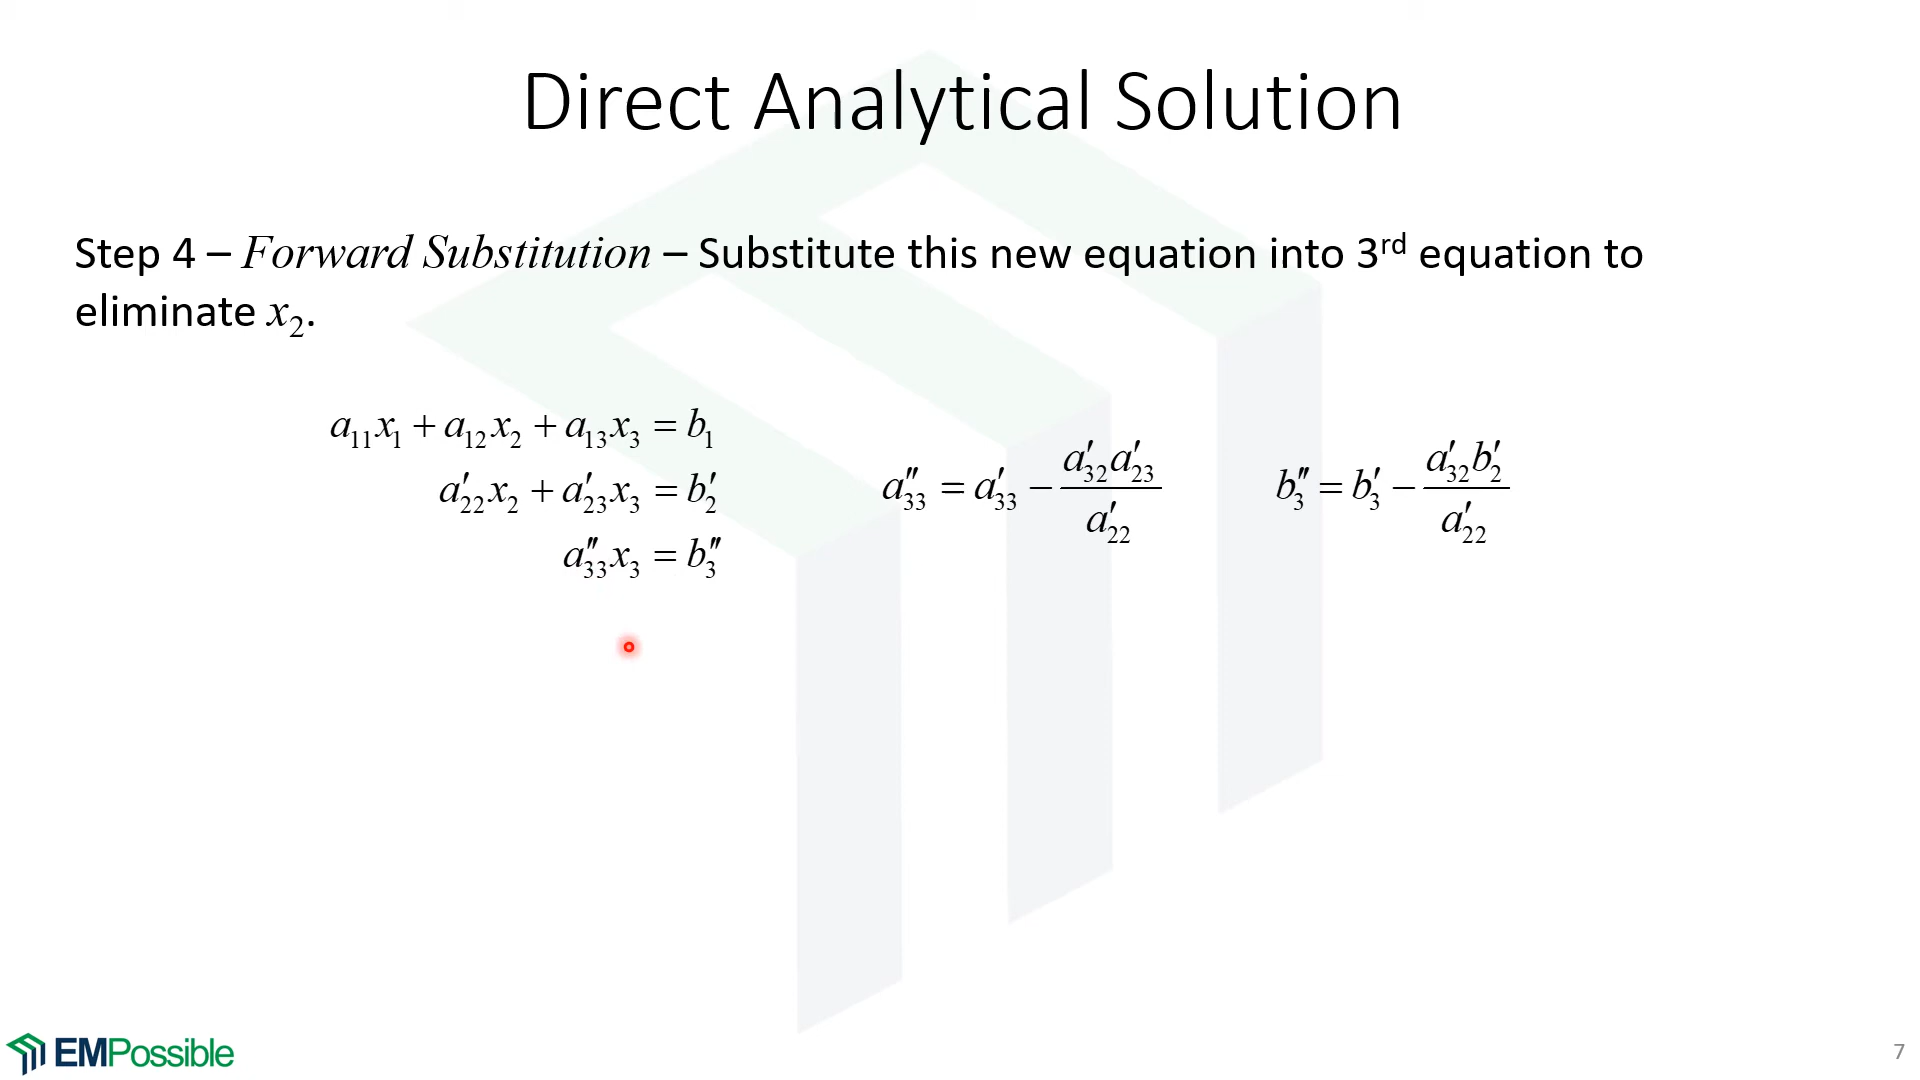 Direct Analytical Solution
Step 4 – Forward Substitution – Substitute this new equation into 3rd equation to
eliminate x₂.
a₁₁x₁ + a₁₂x₂ + a₁₃x₃ = b₁
a′₂₂x₂ + a′₂₃x₃ = b′₂
a″₃₃x₃ = b″₃
a″₃₃ = a′₃₃ − a′₃₂a′₂₃ / a′₂₂
b″₃ = b′₃ − a′₃₂b′₂ / a′₂₂
EMPossible
7